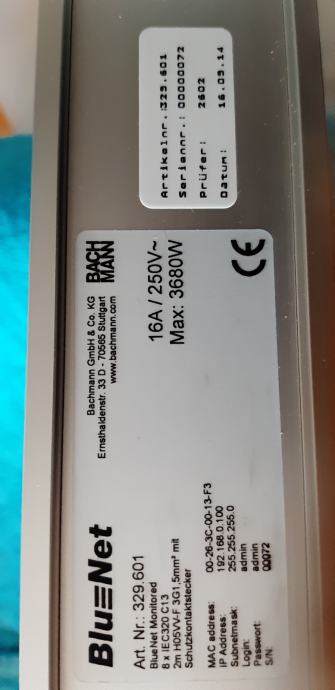 Blu≡Net
Art. Nr.: 329.601
BlueNet Monitored
8 x IEC320 C13
2m H05VV-F 3G1,5mm² mit
Schutzkontaktstecker
MAC address: 00-26-3C-00-13-F3
IP Address: 192.168.0.100
Subnetmask: 255.255.255.0
Login: admin
Passwort: admin
S/N: 00072
Bachmann GmbH & Co. KG
Ernsthaldenstr. 33 D - 70565 Stuttgart
www.bachmann.com
BACH
MANN
16A / 250V~
Max: 3680W
CE
Artikelnr.:329.601
Seriennr.: 00000072
Prüfer: 2602
Datum: 16.09.14